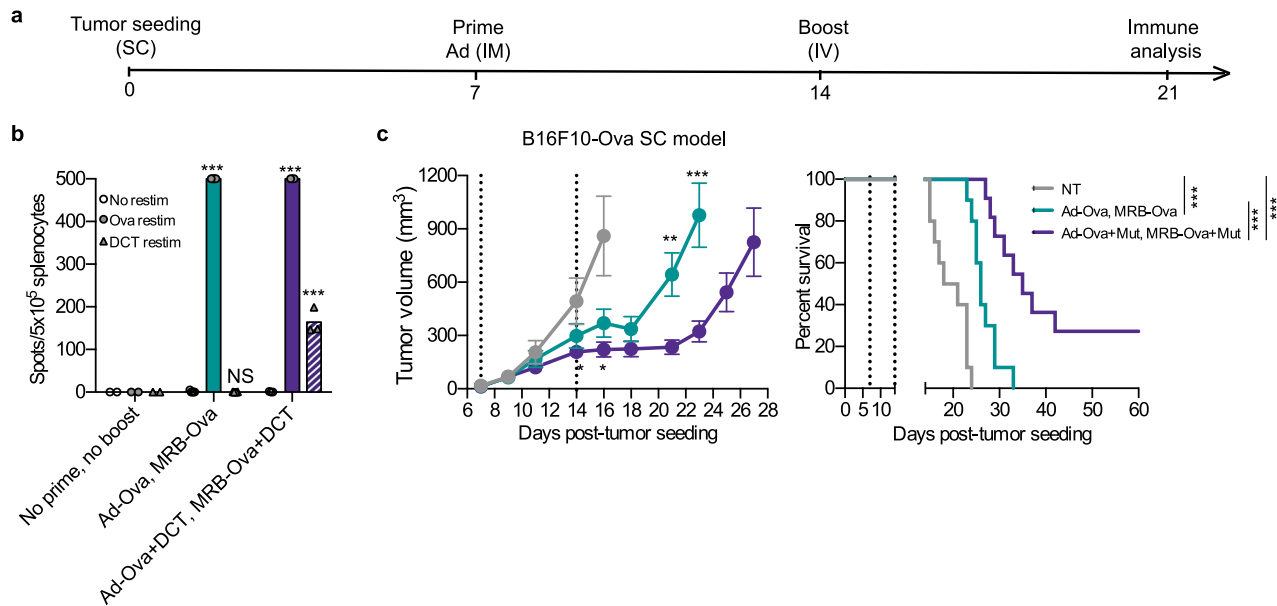 a
Tumor seeding
(SC)
Prime
Ad (IM)
Boost
(IV)
Immune
analysis
0
7
14
21
b
Spots/5x 10⁵ splenocytes
500
400
300
200
100
0
No restim
Ova restim
DCT restim
***
NS
***
***
No prime, no boost
Ad-Ova, MRB-Ova
Ad-Ova+DCT, MRB-Ova+DCT
c
B16F10-Ova SC model
Tumor volume (mm³)
1200
900
600
300
0
*
*
**
***
6 8 10 12 14 16 18 20 22 24 26 28
Days post-tumor seeding
Percent survival
100
80
60
40
20
0
0 5 10 20 30 40 50 60
Days post-tumor seeding
NT
Ad-Ova, MRB-Ova
Ad-Ova+Mut, MRB-Ova+Mut
***
***
***